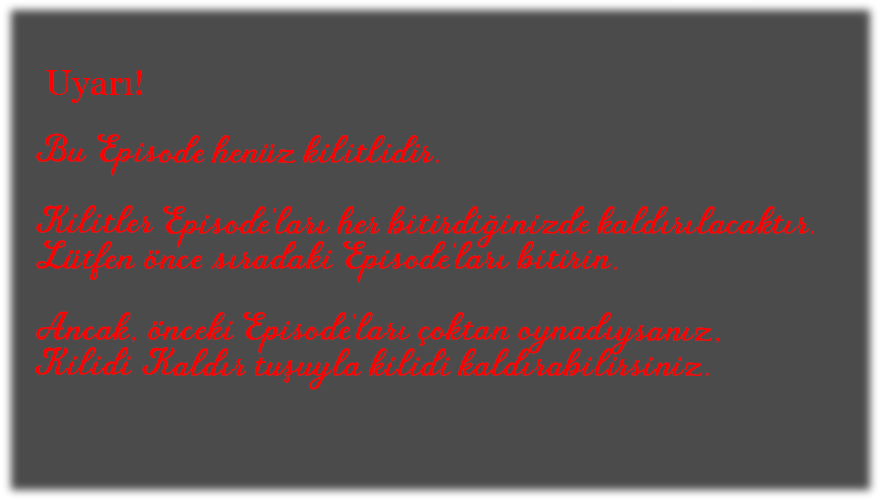 Uyarı!
Bu Episode henüz kilitlidir.
Kilitler Episode'ları her bitirdiğinizde kaldırılacaktır.
Lütfen önce sıradaki Episode'ları bitirin.
Ancak, önceki Episode'ları çoktan oynadıysanız,
Kilidi Kaldır tuşuyla kilidi kaldırabilirsiniz..